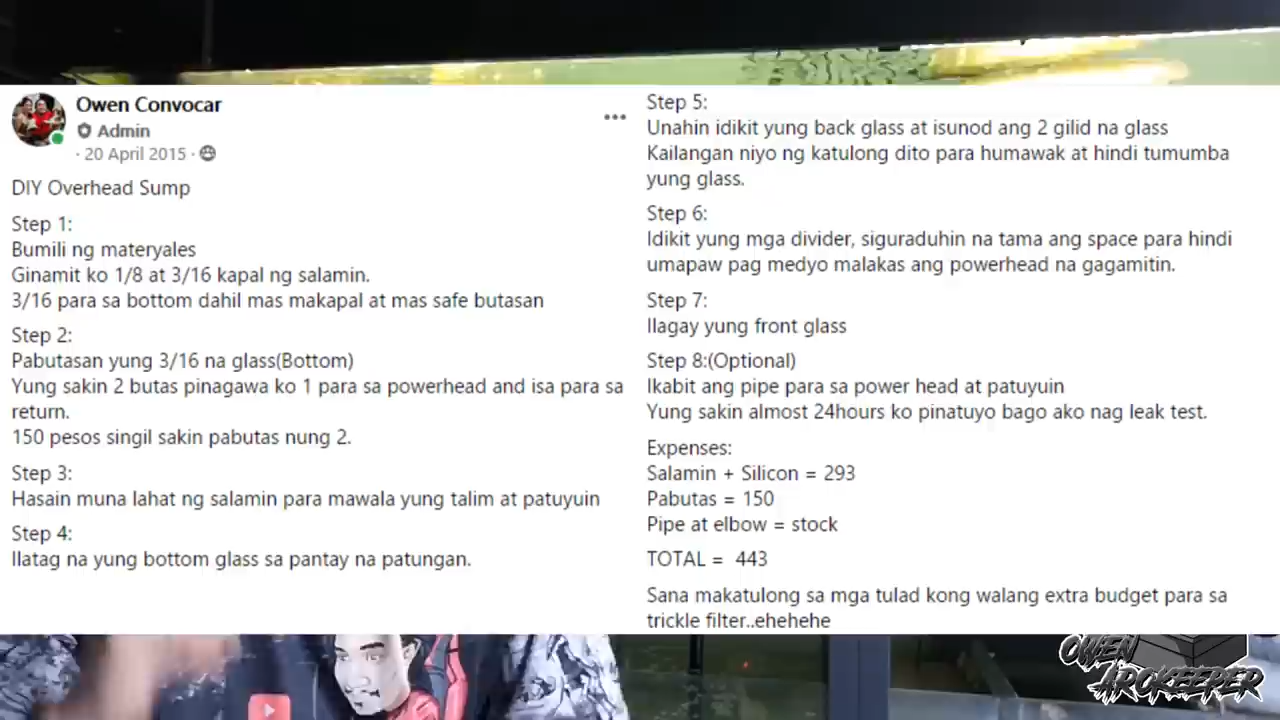 Owen Convocar
Admin
· 20 April 2015 ·
DIY Overhead Sump
Step 1:
Bumili ng materyales
Ginamit ko 1/8 at 3/16 kapal ng salamin.
3/16 para sa bottom dahil mas makapal at mas safe butasan
Step 2:
Pabutasan yung 3/16 na glass(Bottom)
Yung sakin 2 butas pinagawa ko 1 para sa powerhead and isa para sa
return.
150 pesos singil sakin pabutas nung 2.
Step 3:
Hasain muna lahat ng salamin para mawala yung talim at patuyuin
Step 4:
Ilatag na yung bottom glass sa pantay na patungan.
Step 5:
Unahin idikit yung back glass at isunod ang 2 gilid na glass
Kailangan niyo ng katulong dito para humawak at hindi tumumba
yung glass.
Step 6:
Idikit yung mga divider, siguraduhin na tama ang space para hindi
umapaw pag medyo malakas ang powerhead na gagamitin.
Step 7:
Ilagay yung front glass
Step 8:(Optional)
Ikabit ang pipe para sa power head at patuyuin
Yung sakin almost 24hours ko pinatuyo bago ako nag leak test.
Expenses:
Salamin + Silicon = 293
Pabutas = 150
Pipe at elbow = stock
TOTAL =  443
Sana makatulong sa mga tulad kong walang extra budget para sa
trickle filter..ehehehe
OWEN
AROKEEPER